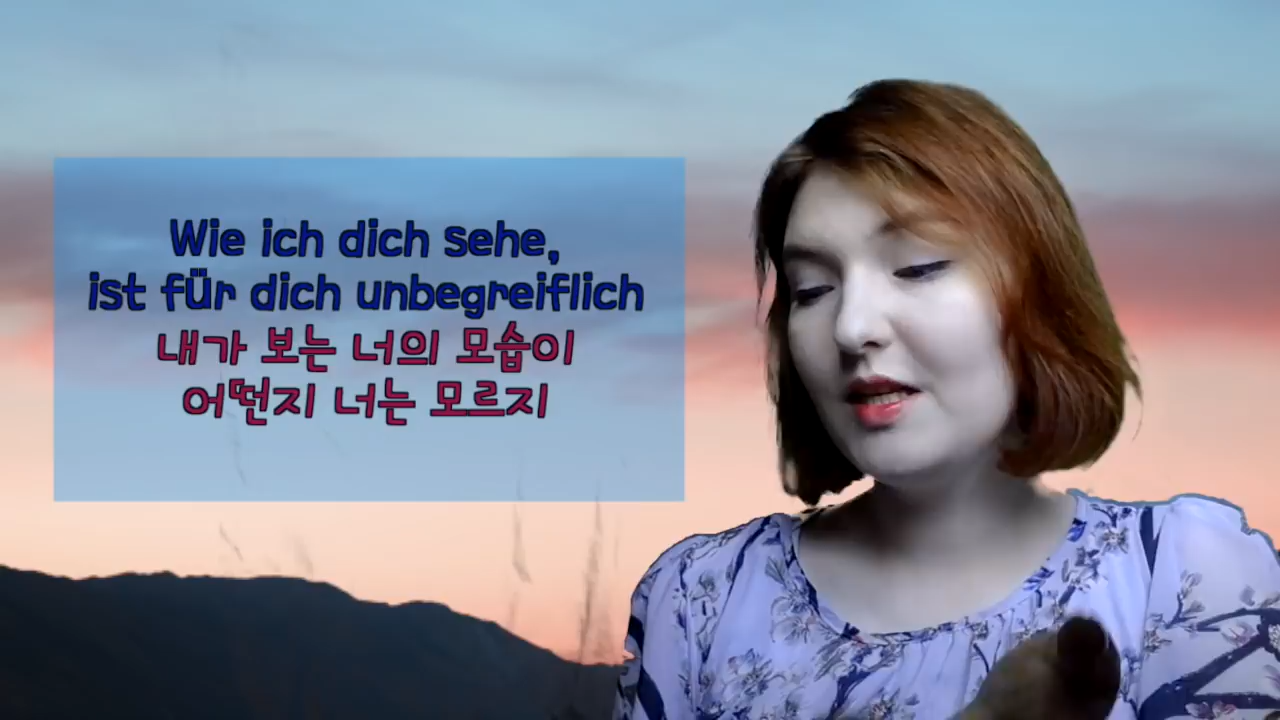 Wie ich dich sehe,
ist für dich unbegreiflich
내가 보는 너의 모습이
어떤지 너는 모르지